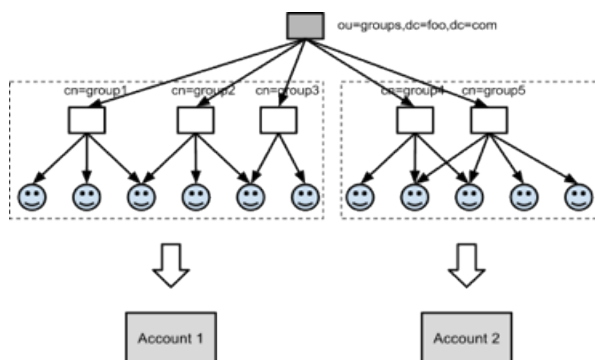 ou=groups,dc=foo,dc=com
cn=group1
cn=group2
cn=group3
cn=group4
cn=group5
Account 1
Account 2